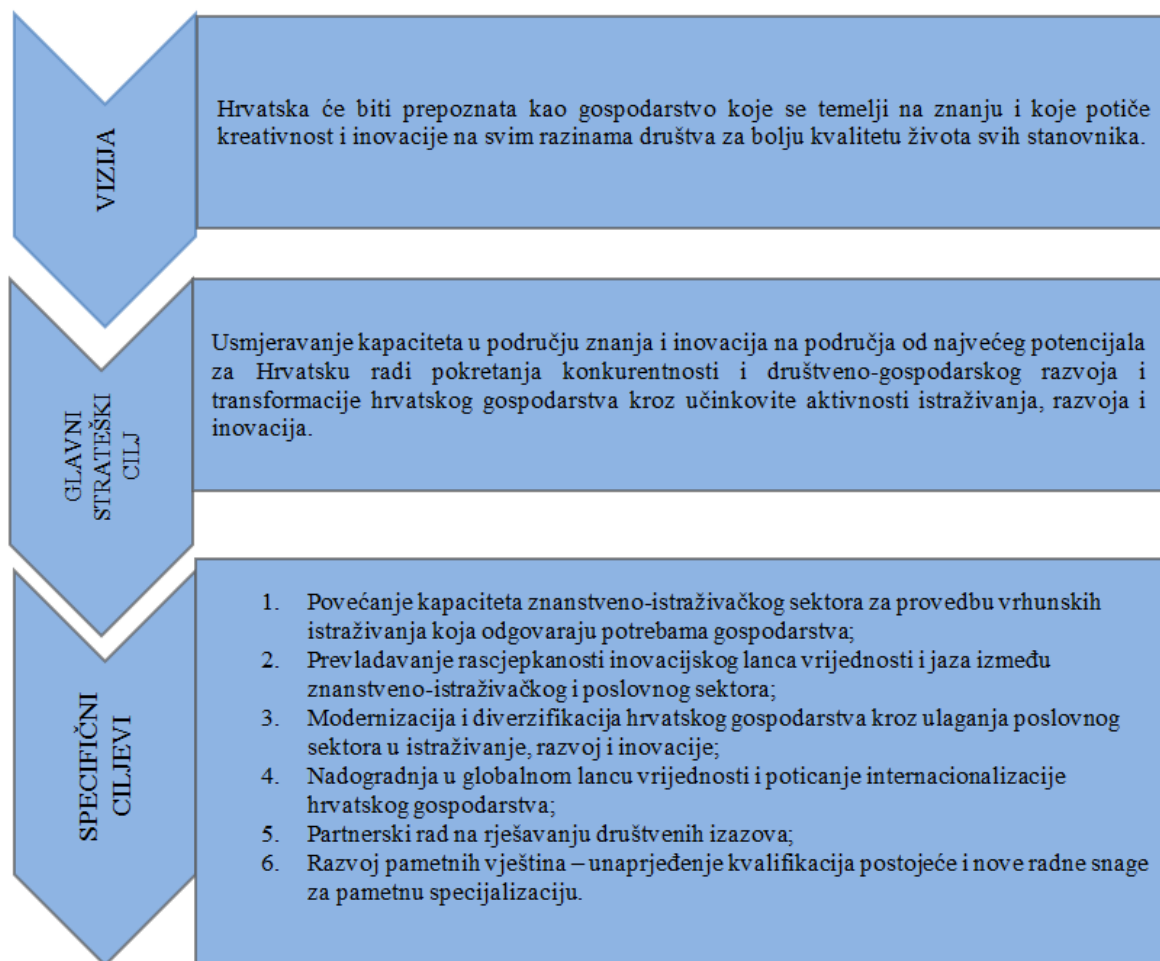 VIZIJA
Hrvatska će biti prepoznata kao gospodarstvo koje se temelji na znanju i koje potiče
kreativnost i inovacije na svim razinama društva za bolju kvalitetu života svih stanovnika.
GLAVNI
STRATEŠKI
CILJ
Usmjeravanje kapaciteta u području znanja i inovacija na područja od najvećeg potencijala
za Hrvatsku radi pokretanja konkurentnosti i društveno-gospodarskog razvoja i
transformacije hrvatskog gospodarstva kroz učinkovite aktivnosti istraživanja, razvoja i
inovacija.
SPECIFIČNI
CILJEVI
1. Povećanje kapaciteta znanstveno-istraživačkog sektora za provedbu vrhunskih
istraživanja koja odgovaraju potrebama gospodarstva;
2. Prevladavanje rascjepkanosti inovacijskog lanca vrijednosti i jaza između
znanstveno-istraživačkog i poslovnog sektora;
3. Modernizacija i diverzifikacija hrvatskog gospodarstva kroz ulaganja poslovnog
sektora u istraživanje, razvoj i inovacije;
4. Nadogradnja u globalnom lancu vrijednosti i poticanje internacionalizacije
hrvatskog gospodarstva;
5. Partnerski rad na rješavanju društvenih izazova;
6. Razvoj pametnih vještina – unaprjeđenje kvalifikacija postojeće i nove radne snage
za pametnu specijalizaciju.